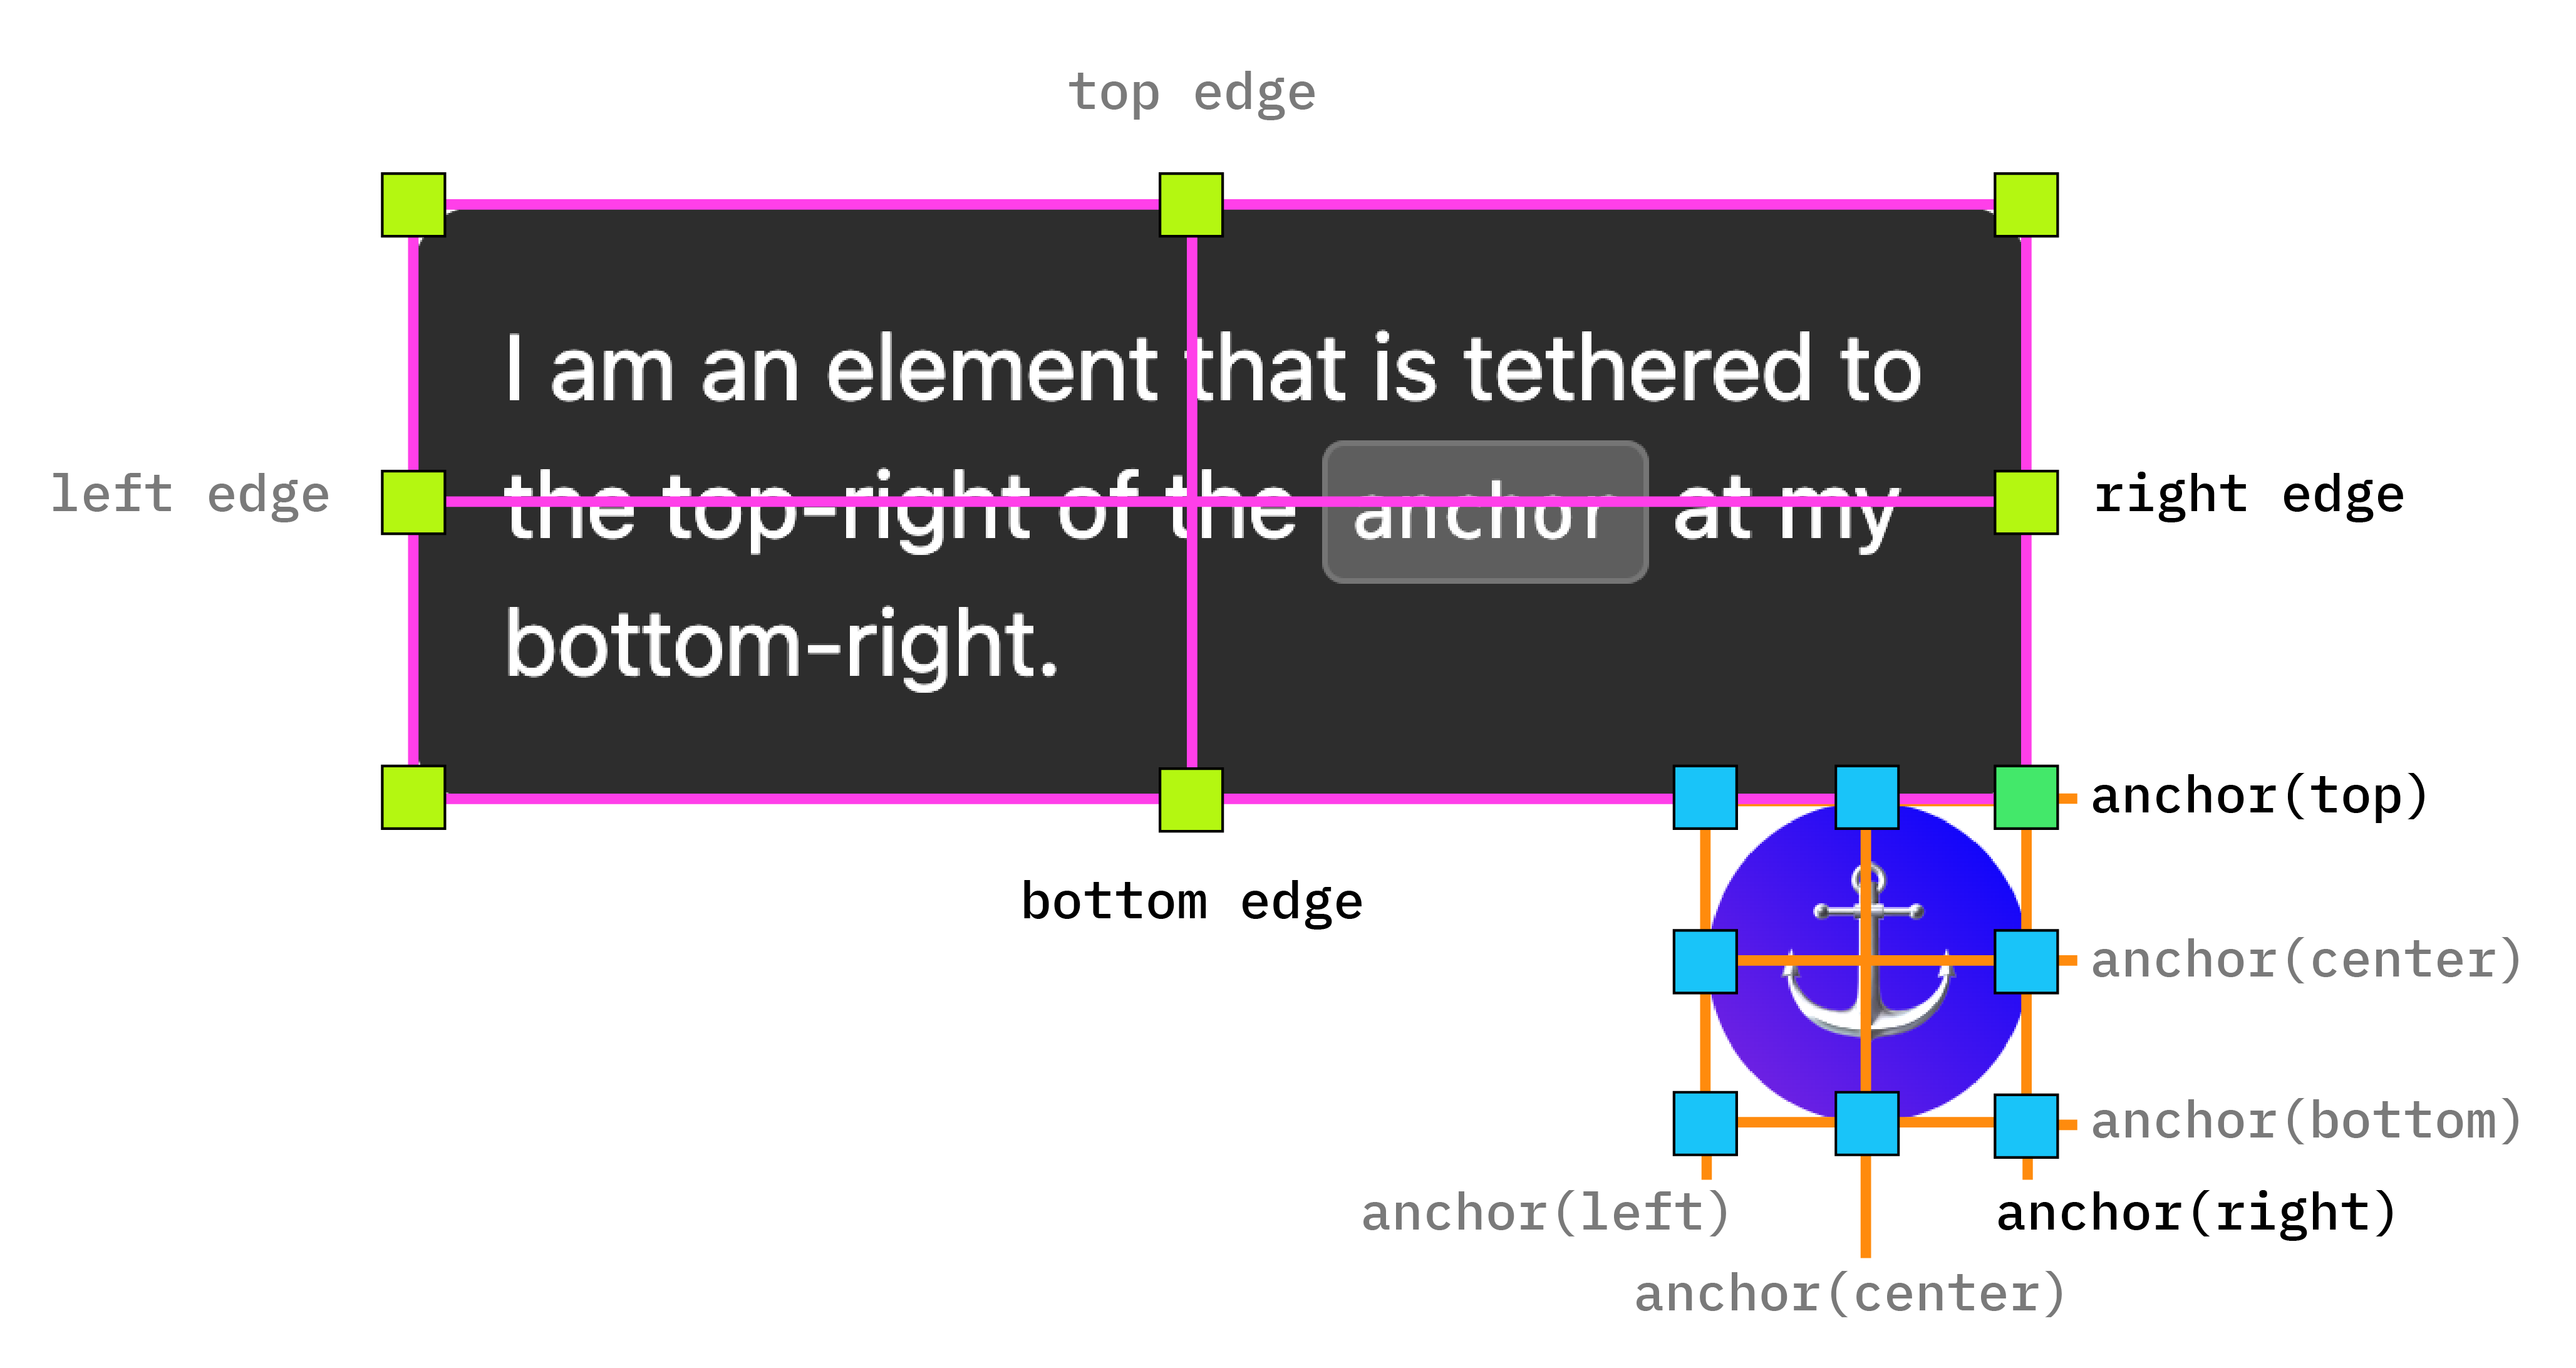 top edge
I am an element that is tethered to
left edge
the top-right of the anchor at my
right edge
bottom-right.
anchor(top)
bottom edge
anchor(center)
anchor(bottom)
anchor(left)
anchor(right)
anchor(center)